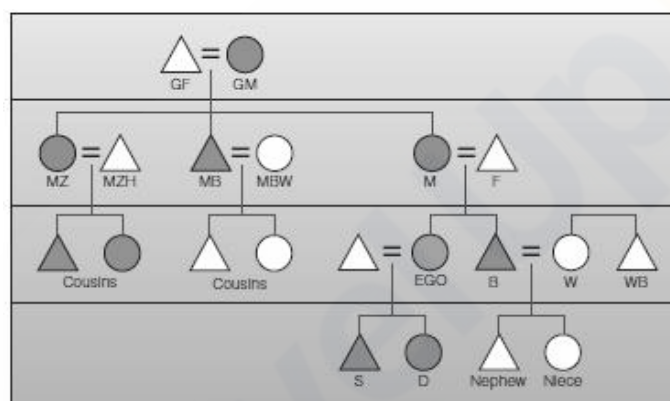 = 
GF GM
= = =
MZ MZH MB MBW M F
= =
Cousins Cousins EGO B W WB
S D Nephew Niece